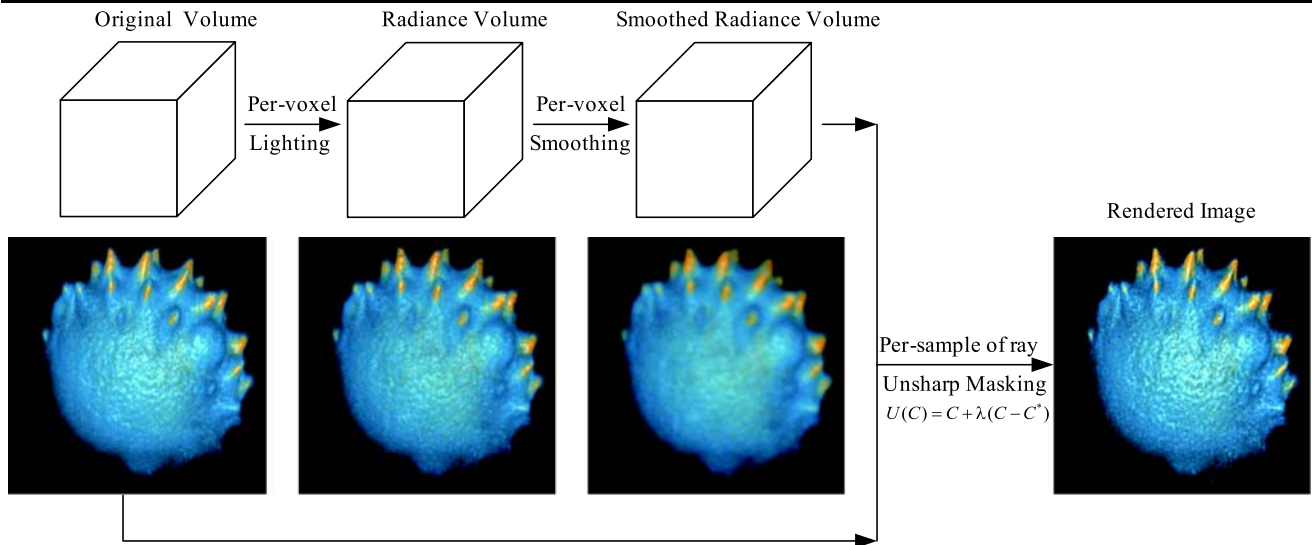 Original Volume
Radiance Volume
Smoothed Radiance Volume
Per-voxel
Lighting
Per-voxel
Smoothing
Rendered Image
Per-sample of ray
Unsharp Masking
U(C) = C + λ(C − C*)